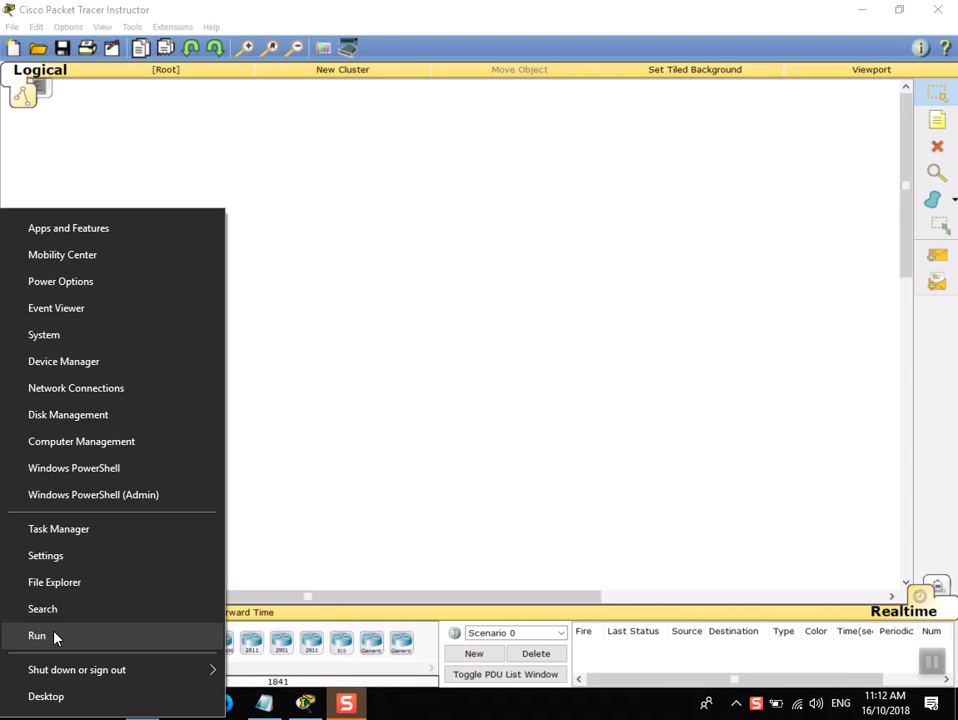 Cisco Packet Tracer Instructor
File Edit Options View Tools Extensions Help
Logical [Root] New Cluster Move Object Set Tiled Background Viewport
Apps and Features
Mobility Center
Power Options
Event Viewer
System
Device Manager
Network Connections
Disk Management
Computer Management
Windows PowerShell
Windows PowerShell (Admin)
Task Manager
Settings
File Explorer
Search
Run
Shut down or sign out
Desktop
rward Time
Realtime
2811 2901 2911 819 Generic Generic
1841
Scenario 0
New Delete
Toggle PDU List Window
Fire Last Status Source Destination Type Color Time(se Periodic Num
ENG
11:12 AM
16/10/2018